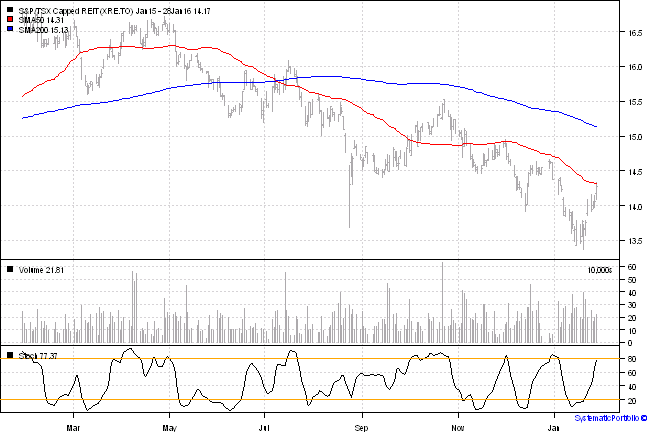 S&P/TSX Capped REIT (XRE.TO) Jan 15 - 28Jan16 14.17
SMA50 14.31
SMA200 15.13
16.5
16.0
15.5
15.0
14.5
14.0
13.5
Volume 21.81
10,000s
60
50
40
30
20
10
0
Stoch 77.37
80
60
40
20
Mar
May
Jul
Sep
Nov
Jan
SystematicPortfolio ©